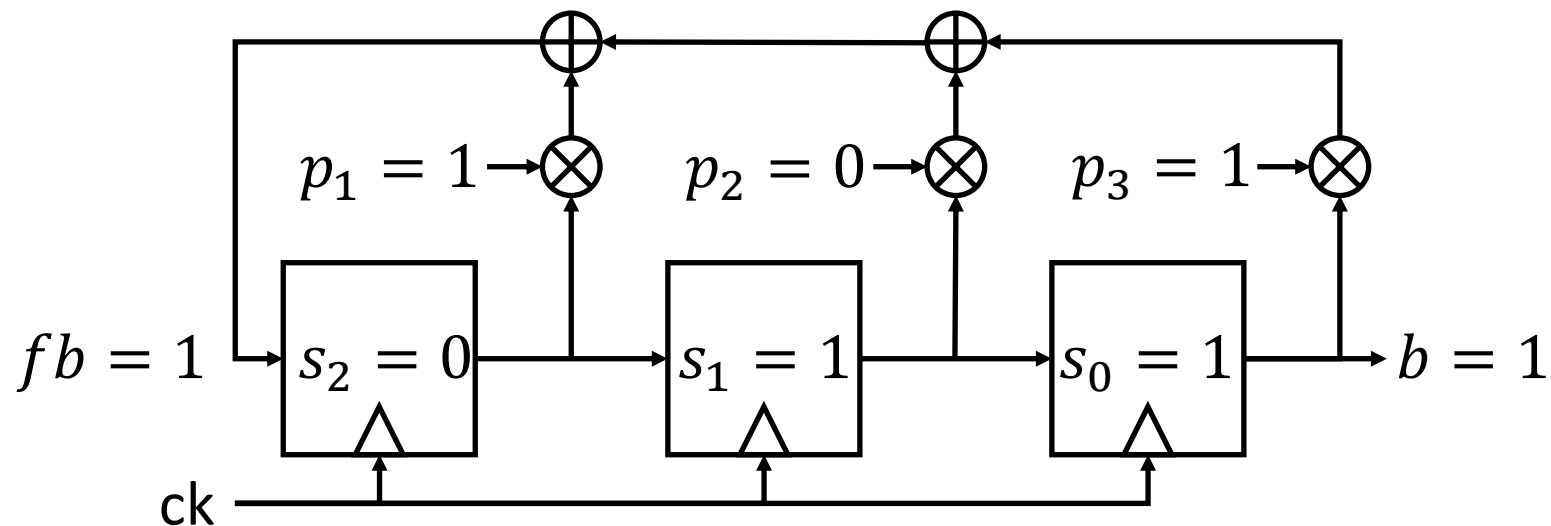 p₁ = 1 p₂ = 0 p₃ = 1
fb = 1 s₂ = 0 s₁ = 1 s₀ = 1 b = 1
ck